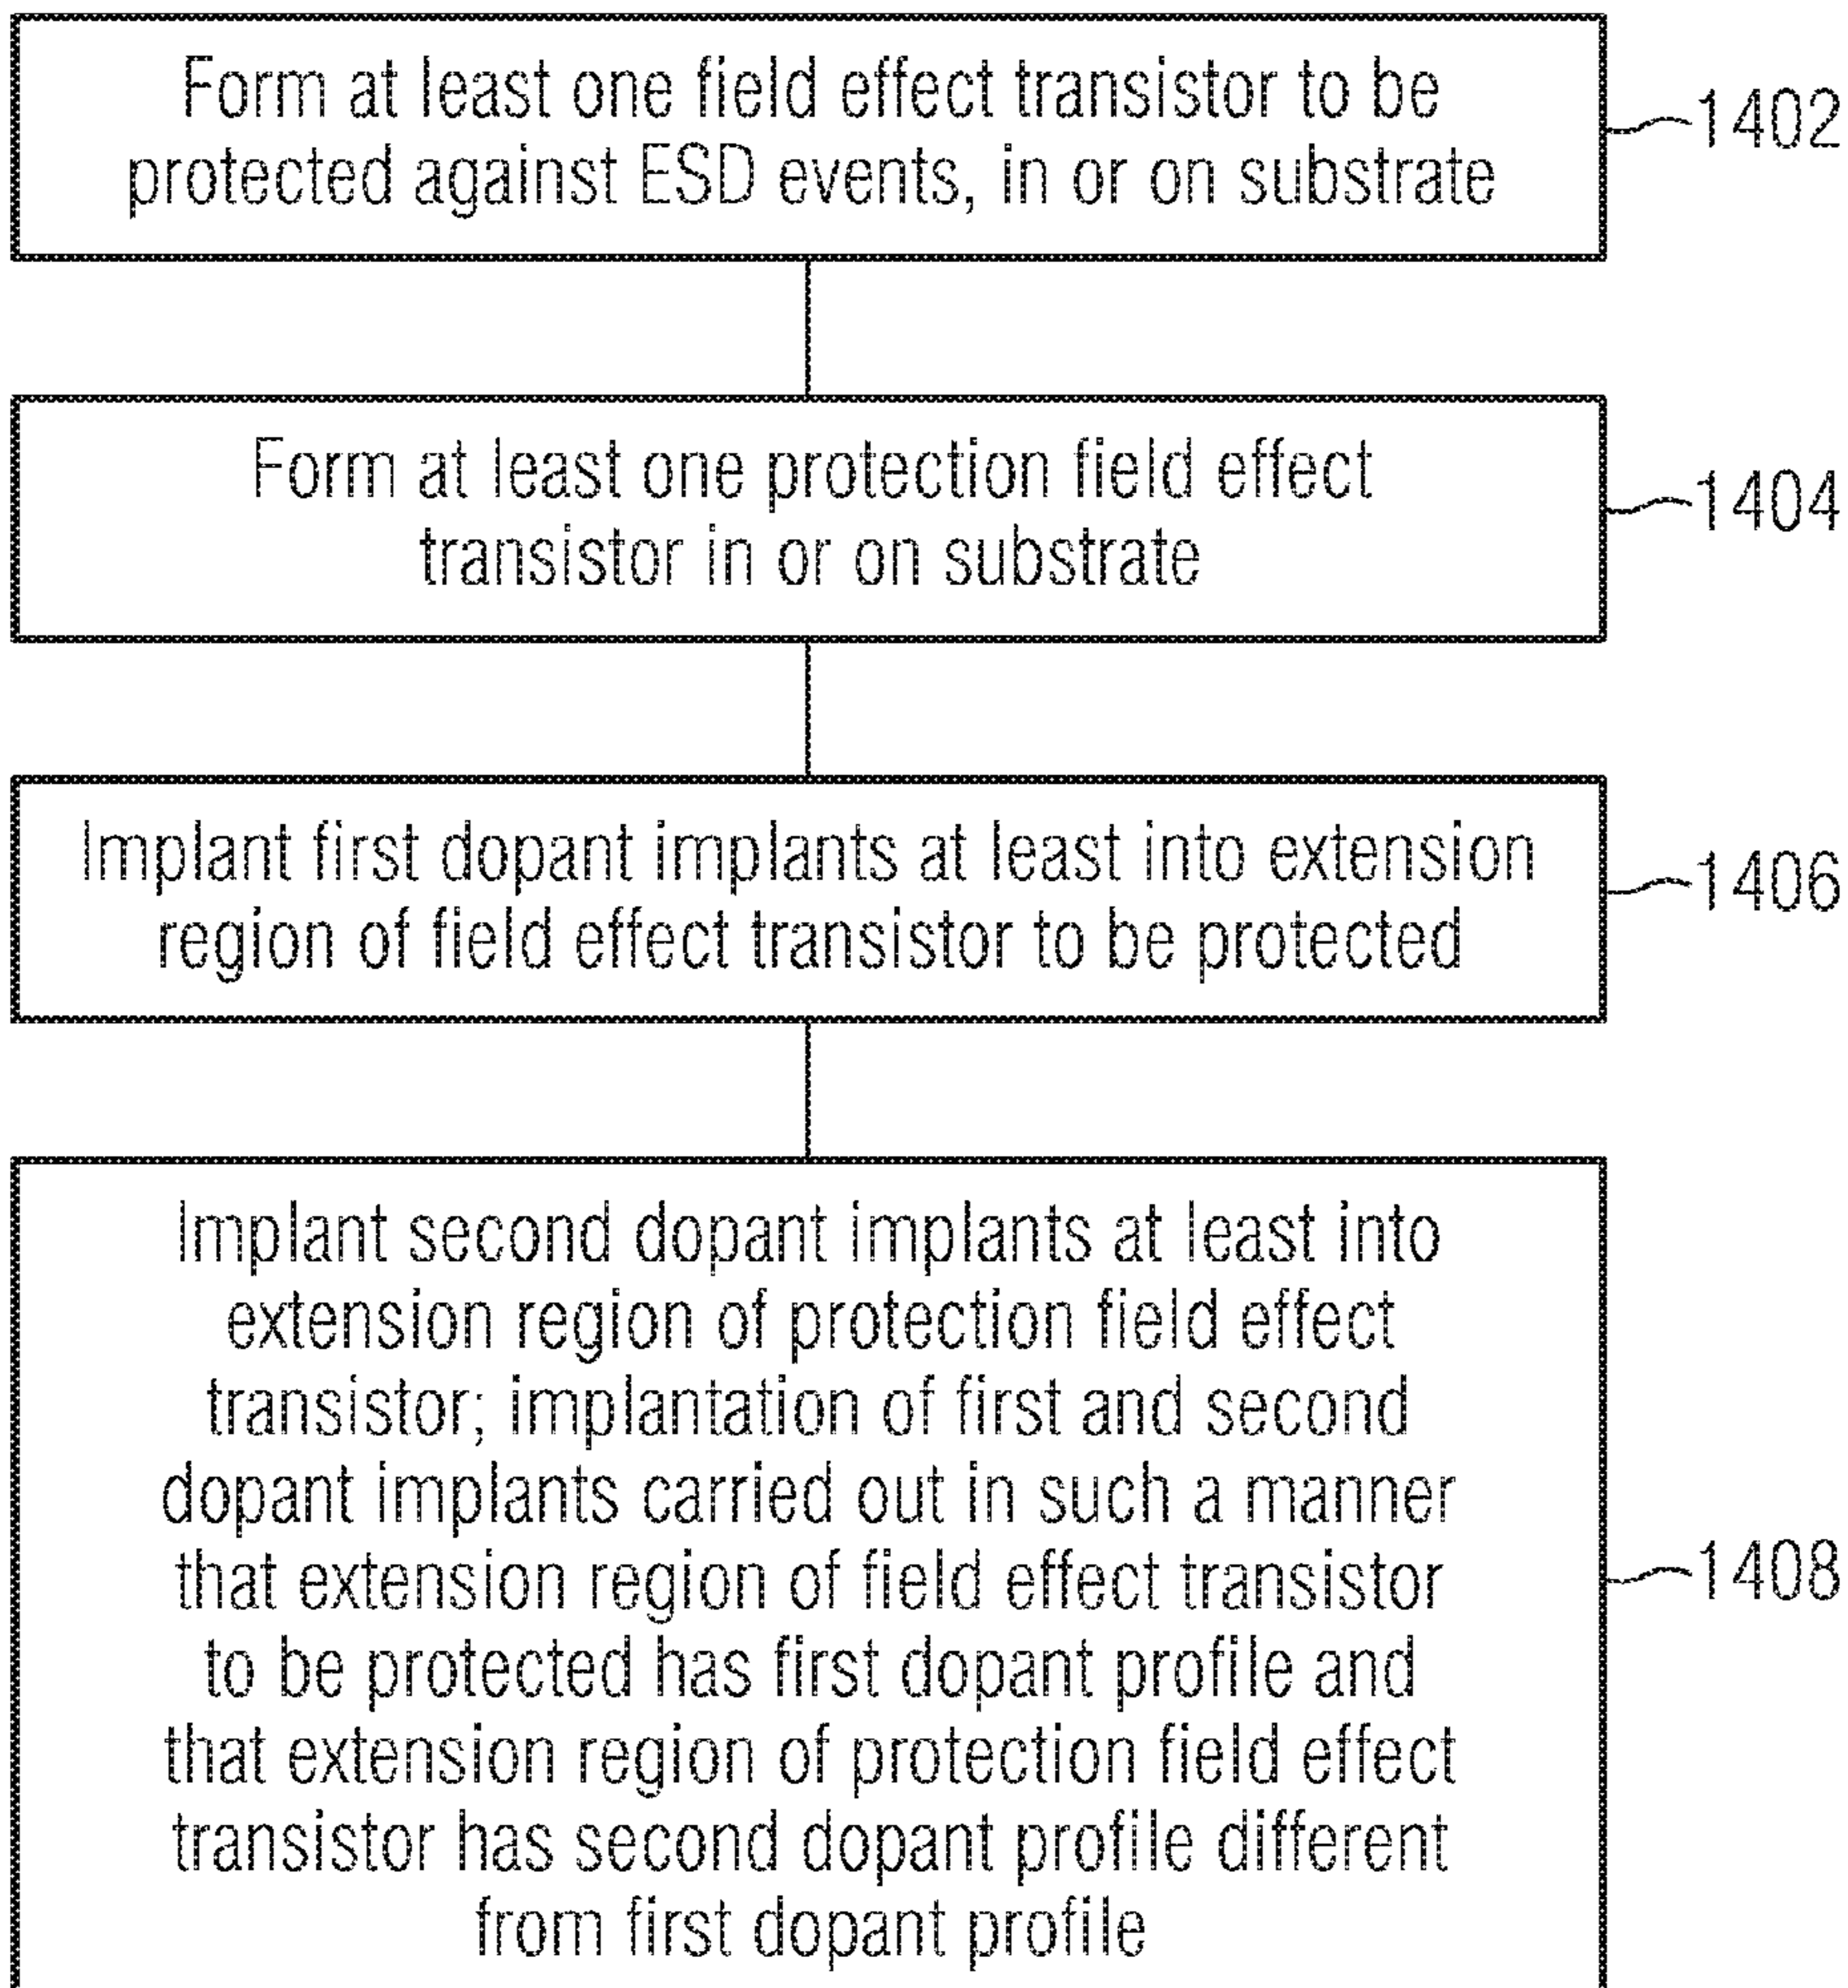 Form at least one field effect transistor to be
protected against ESD events, in or on substrate
1402
Form at least one protection field effect
transistor in or on substrate
1404
Implant first dopant implants at least into extension
region of field effect transistor to be protected
1406
Implant second dopant implants at least into
extension region of protection field effect
transistor; implantation of first and second
dopant implants carried out in such a manner
that extension region of field effect transistor
to be protected has first dopant profile and
that extension region of protection field effect
transistor has second dopant profile different
from first dopant profile
1408